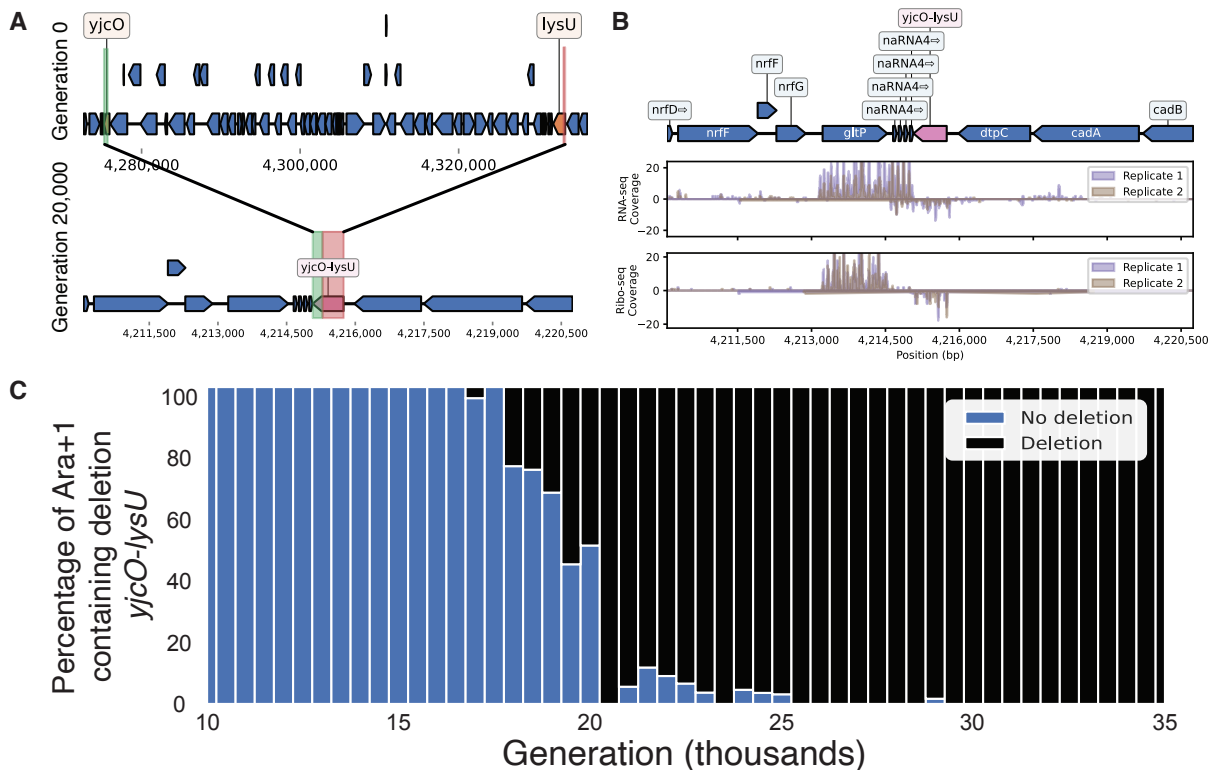 A
Generation 0
yjcO
lysU
4,280,000
4,300,000
4,320,000
Generation 20,000
yjcO-lysU
4,211,500
4,213,000
4,214,500
4,216,000
4,217,500
4,219,000
4,220,500
B
yjcO-lysU
naRNA4⇨
naRNA4⇨
naRNA4⇨
naRNA4⇨
nrfF
nrfG
nrfD⇨
cadB
nrfF
gltP
dtpC
cadA
RNA-seq
Coverage
20
0
−20
Replicate 1
Replicate 2
Ribo-seq
Coverage
20
0
−20
Replicate 1
Replicate 2
4,211,500
4,213,000
4,214,500
4,216,000
4,217,500
4,219,000
4,220,500
Position (bp)
C
Percentage of Ara+1
containing deletion
yjcO-lysU
100
80
60
40
20
0
No deletion
Deletion
10
15
20
25
30
35
Generation (thousands)